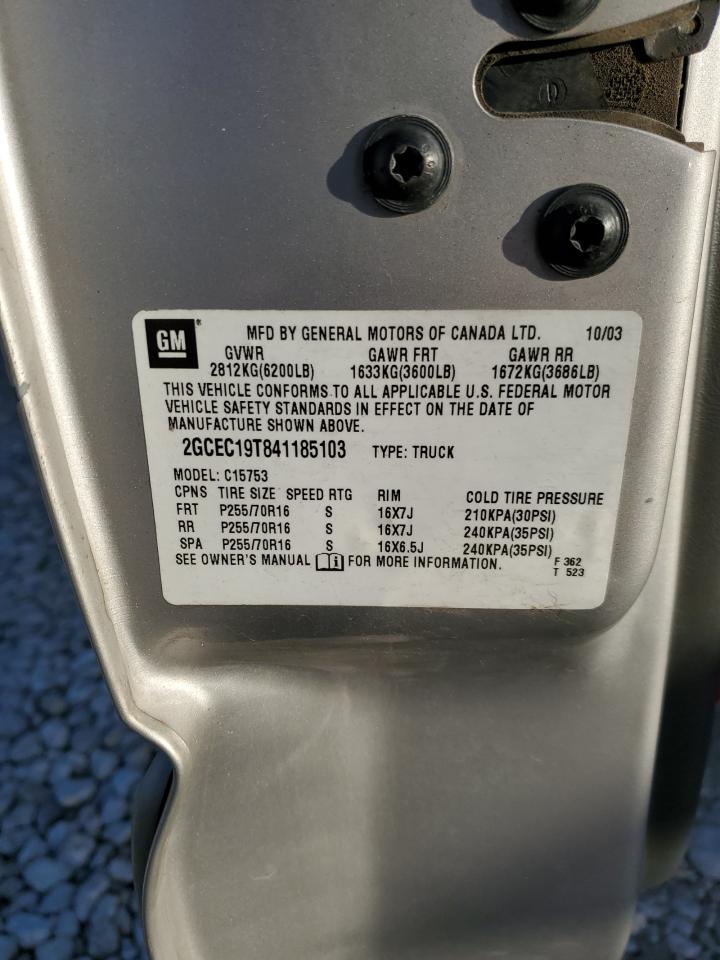 GM® MFD BY GENERAL MOTORS OF CANADA LTD. 10/03
GVWR GAWR FRT GAWR RR
2812KG(6200LB) 1633KG(3600LB) 1672KG(3686LB)
THIS VEHICLE CONFORMS TO ALL APPLICABLE U.S. FEDERAL MOTOR
VEHICLE SAFETY STANDARDS IN EFFECT ON THE DATE OF
MANUFACTURE SHOWN ABOVE.
2GCEC19T841185103 TYPE: TRUCK
MODEL: C15753
CPNS TIRE SIZE SPEED RTG RIM COLD TIRE PRESSURE
FRT P255/70R16 S 16X7J 210KPA(30PSI)
RR P255/70R16 S 16X7J 240KPA(35PSI)
SPA P255/70R16 S 16X6.5J 240KPA(35PSI)
SEE OWNER'S MANUAL i FOR MORE INFORMATION. F 362
T 523